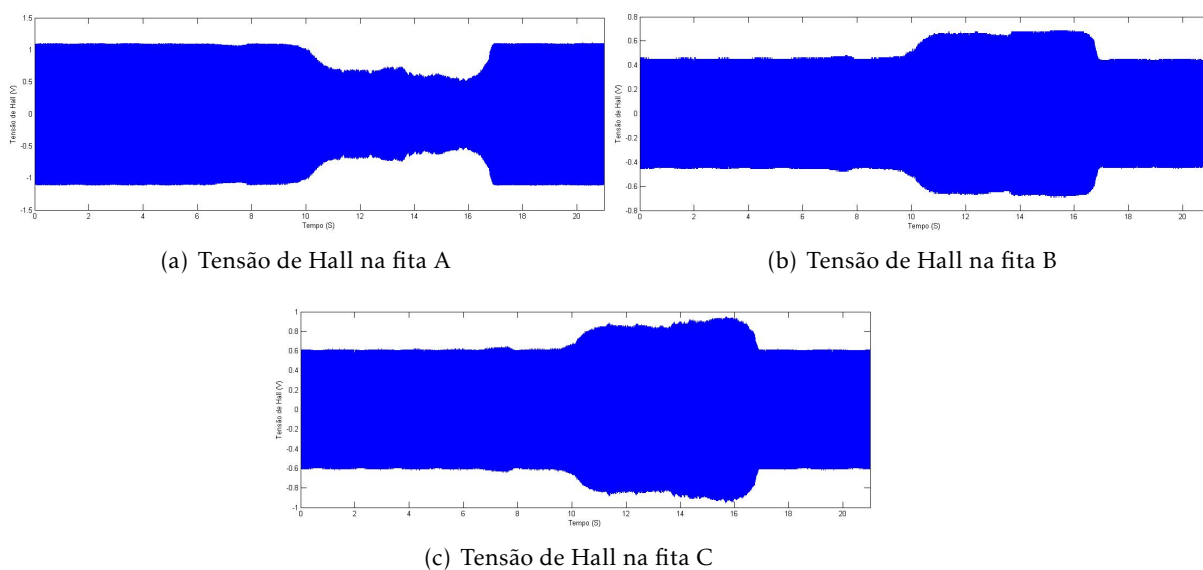 1.5
1
0.5
0
-0.5
-1
-1.5
Tensão de Hall (V)
0 2 4 6 8 10 12 14 16 18 20
Tempo (S)
(a) Tensão de Hall na fita A
0.8
0.6
0.4
0.2
0
-0.2
-0.4
-0.6
-0.8
Tensão de Hall (V)
0 2 4 6 8 10 12 14 16 18 20
Tempo (S)
(b) Tensão de Hall na fita B
1
0.8
0.6
0.4
0.2
0
-0.2
-0.4
-0.6
-0.8
-1
Tensão de Hall (V)
0 2 4 6 8 10 12 14 16 18 20
Tempo (S)
(c) Tensão de Hall na fita C